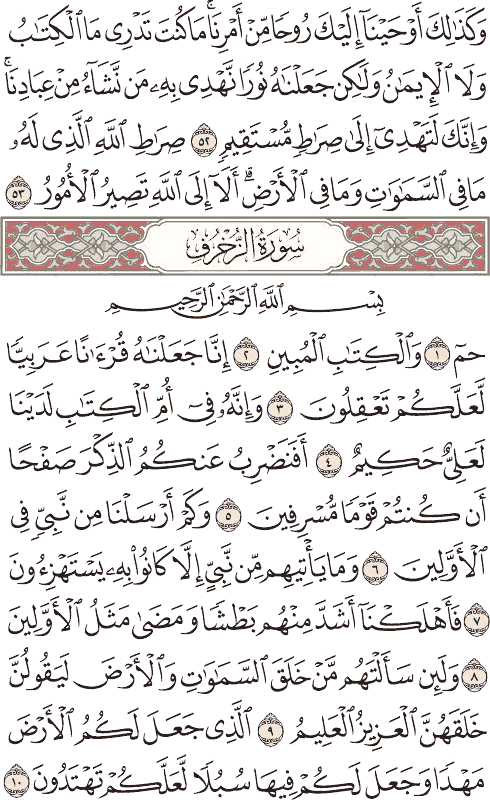 وَكَذَٰلِكَ أَوْحَيْنَآ إِلَيْكَ رُوحًا مِّنْ أَمْرِنَا ۚ مَا كُنتَ تَدْرِى مَا ٱلْكِتَٰبُ
وَلَا ٱلْإِيمَٰنُ وَلَٰكِن جَعَلْنَٰهُ نُورًا نَّهْدِى بِهِۦ مَن نَّشَآءُ مِنْ عِبَادِنَا ۚ
وَإِنَّكَ لَتَهْدِىٓ إِلَىٰ صِرَٰطٍ مُّسْتَقِيمٍ ٥٢ صِرَٰطِ ٱللَّهِ ٱلَّذِى لَهُۥ
مَا فِى ٱلسَّمَٰوَٰتِ وَمَا فِى ٱلْأَرْضِ ۗ أَلَآ إِلَى ٱللَّهِ تَصِيرُ ٱلْأُمُورُ ٥٣
سُورَةُ الزُّخْرُفِ
بِسْمِ ٱللَّهِ ٱلرَّحْمَٰنِ ٱلرَّحِيمِ
حمٓ ١ وَٱلْكِتَٰبِ ٱلْمُبِينِ ٢ إِنَّا جَعَلْنَٰهُ قُرْءَٰنًا عَرَبِيًّا
لَّعَلَّكُمْ تَعْقِلُونَ ٣ وَإِنَّهُۥ فِىٓ أُمِّ ٱلْكِتَٰبِ لَدَيْنَا
لَعَلِىٌّ حَكِيمٌ ٤ أَفَنَضْرِبُ عَنكُمُ ٱلذِّكْرَ صَفْحًا
أَن كُنتُمْ قَوْمًا مُّسْرِفِينَ ٥ وَكَمْ أَرْسَلْنَا مِن نَّبِىٍّ فِى
ٱلْأَوَّلِينَ ٦ وَمَا يَأْتِيهِم مِّن نَّبِىٍّ إِلَّا كَانُوا۟ بِهِۦ يَسْتَهْزِءُونَ
٧ فَأَهْلَكْنَآ أَشَدَّ مِنْهُم بَطْشًا وَمَضَىٰ مَثَلُ ٱلْأَوَّلِينَ
٨ وَلَئِن سَأَلْتَهُم مَّنْ خَلَقَ ٱلسَّمَٰوَٰتِ وَٱلْأَرْضَ لَيَقُولُنَّ
خَلَقَهُنَّ ٱلْعَزِيزُ ٱلْعَلِيمُ ٩ ٱلَّذِى جَعَلَ لَكُمُ ٱلْأَرْضَ
مَهْدًا وَجَعَلَ لَكُمْ فِيهَا سُبُلًا لَّعَلَّكُمْ تَهْتَدُونَ ١٠